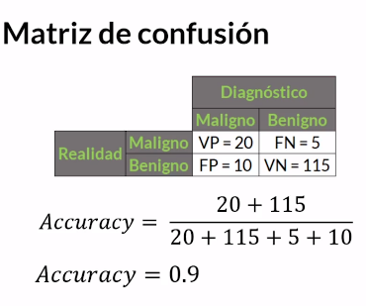 Matriz de confusión
Diagnóstico
Maligno Benigno
Realidad Maligno VP = 20 FN = 5
Benigno FP = 10 VN = 115
Accuracy = (20 + 115) / (20 + 115 + 5 + 10)
Accuracy = 0.9